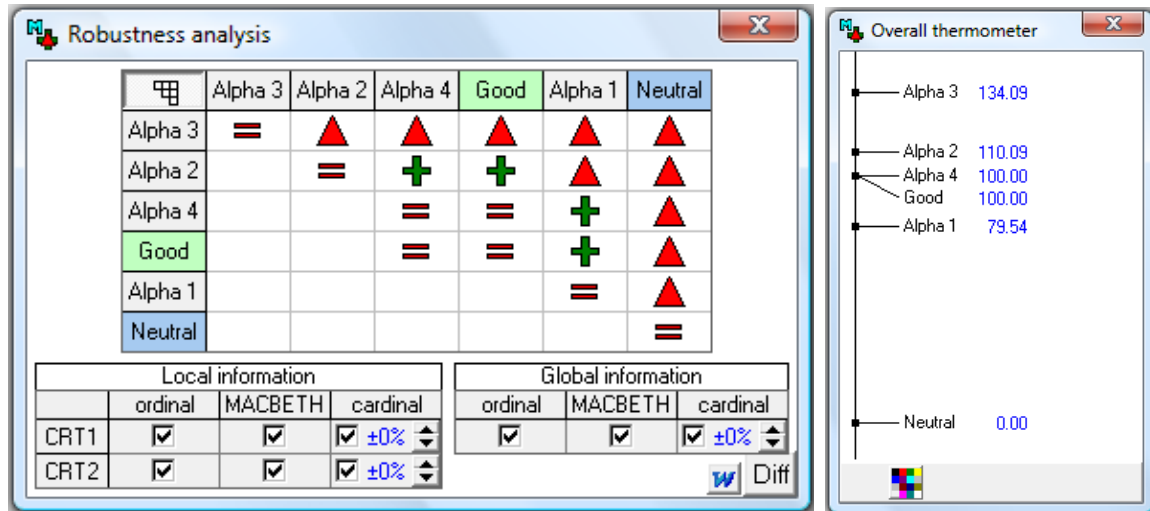 Robustness analysis
Alpha 3 Alpha 2 Alpha 4 Good Alpha 1 Neutral
Alpha 3 = ▲ ▲ ▲ ▲ ▲
Alpha 2 = + + ▲ ▲
Alpha 4 = = + ▲
Good = = + ▲
Alpha 1 = ▲
Neutral =
Local information
ordinal MACBETH cardinal
CRT1 ±0%
CRT2 ±0%
Global information
ordinal MACBETH cardinal
±0%
w Diff
Overall thermometer
Alpha 3 134.09
Alpha 2 110.09
Alpha 4 100.00
Good 100.00
Alpha 1 79.54
Neutral 0.00